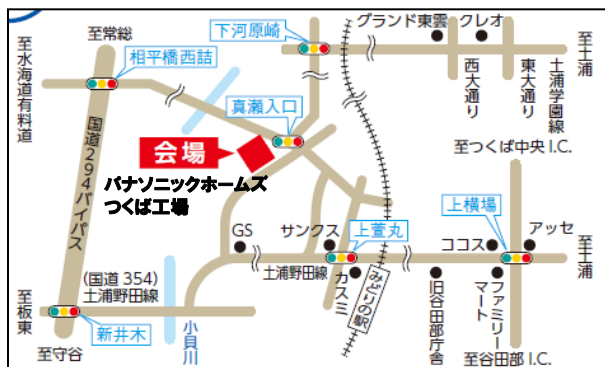 至常総
下河原崎
グランド東雲
クレオ
至土浦
至水海道有料道
相平橋西詰
西大通り
東大通り
土浦学園線
真瀬入口
会場
至つくば中央I.C.
国道294バイパス
パナソニックホームズ
つくば工場
上横場
GS
サンクス
上萱丸
ココス
アッセ
至土浦
(国道 354)
土浦野田線
土浦野田線
カスミ
みどりの駅
旧谷田部庁舎
ファミリー
マート
至板東
新井木
小貝川
至守谷
至谷田部 I.C.